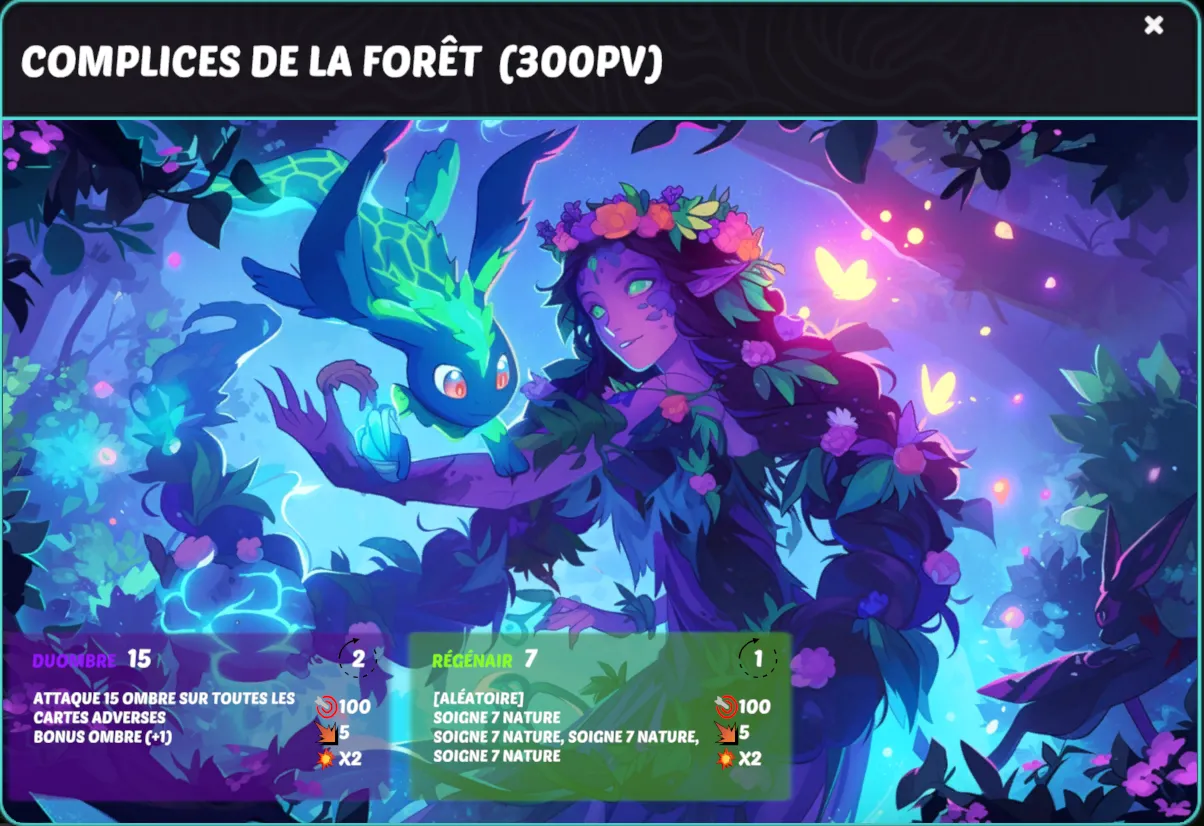 COMPLICES DE LA FORÊT (300PV)
DUOMBRE 15
2
ATTAQUE 15 OMBRE SUR TOUTES LES
CARTES ADVERSES
BONUS OMBRE (+1)
100
5
X2
RÉGÉNAIR 7
1
[ALÉATOIRE]
SOIGNE 7 NATURE
SOIGNE 7 NATURE, SOIGNE 7 NATURE,
SOIGNE 7 NATURE
100
5
X2